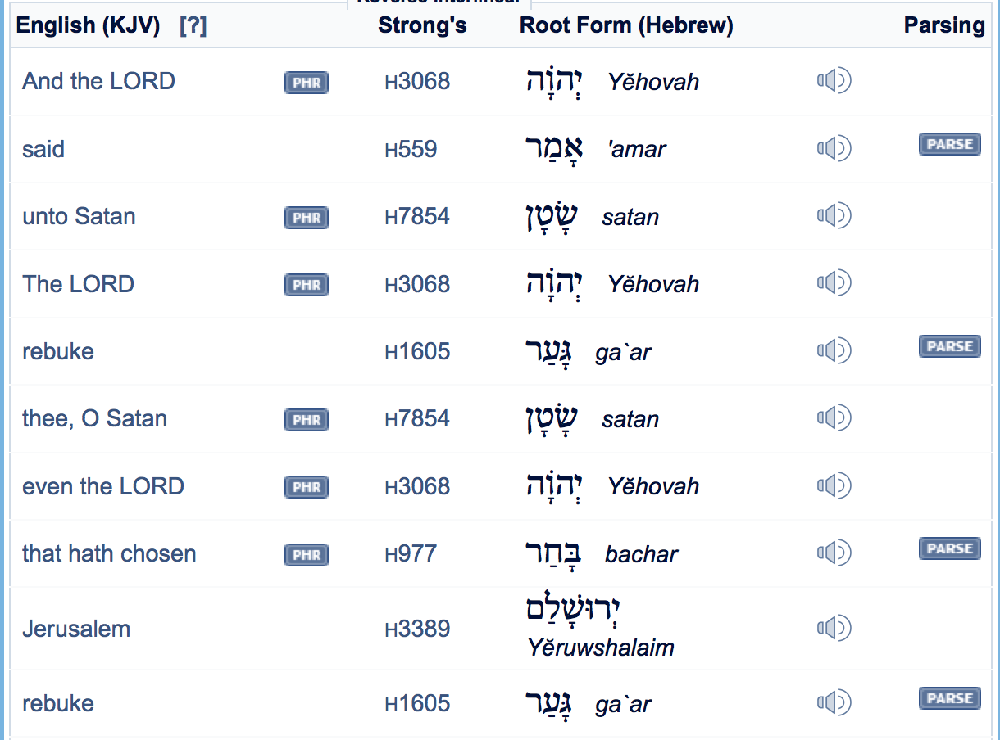 Reverse Interlinear
English (KJV) [?] Strong's Root Form (Hebrew) Parsing
And the LORD PHR H3068 יְהֹוָה Yĕhovah
said H559 אָמַר 'amar PARSE
unto Satan PHR H7854 שָׂטָן satan
The LORD PHR H3068 יְהֹוָה Yĕhovah
rebuke H1605 גָּעַר ga`ar PARSE
thee, O Satan PHR H7854 שָׂטָן satan
even the LORD PHR H3068 יְהֹוָה Yĕhovah
that hath chosen PHR H977 בָּחַר bachar PARSE
Jerusalem H3389 יְרוּשָׁלַ͏ִם
Yĕruwshalaim
rebuke H1605 גָּעַר ga`ar PARSE